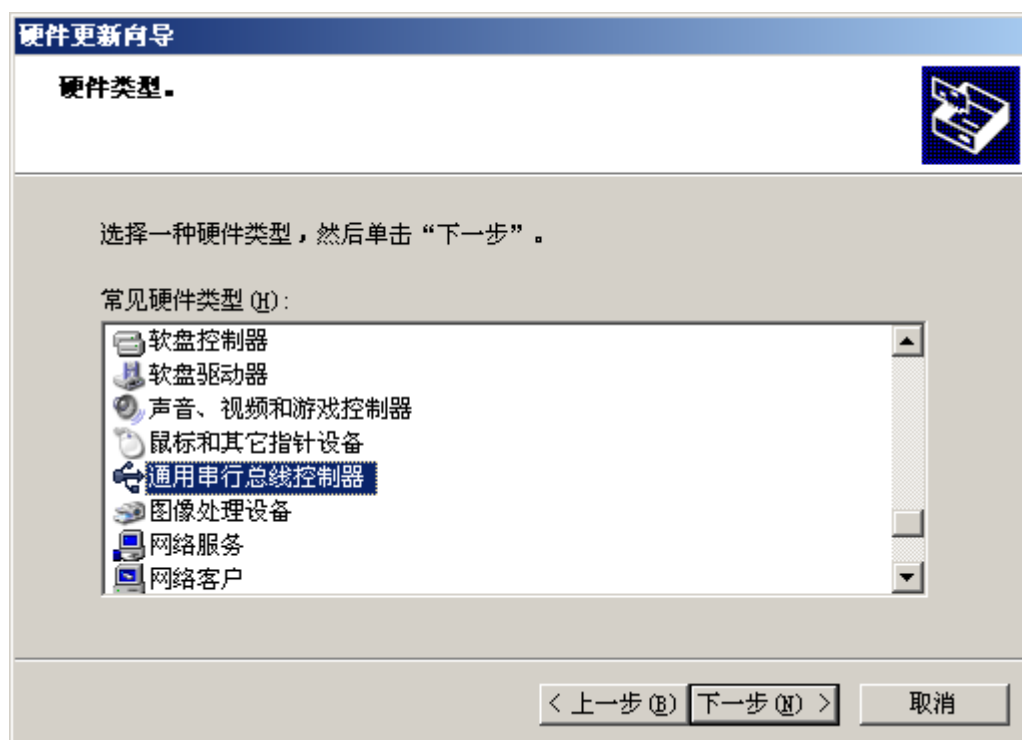 硬件更新向导
硬件类型。
选择一种硬件类型，然后单击“下一步”。
常见硬件类型(H):
软盘控制器
软盘驱动器
声音、视频和游戏控制器
鼠标和其它指针设备
通用串行总线控制器
图像处理设备
网络服务
网络客户
< 上一步(B) 下一步(N) > 取消